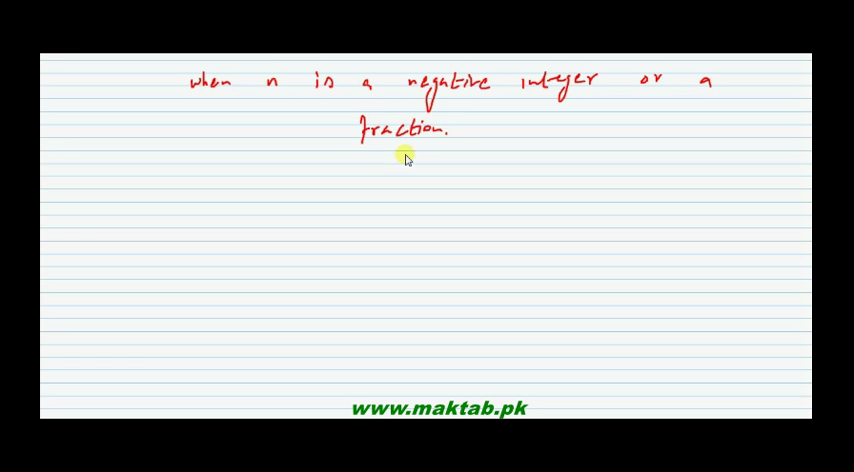 when n is a negative integer or a
fraction.
www.maktab.pk